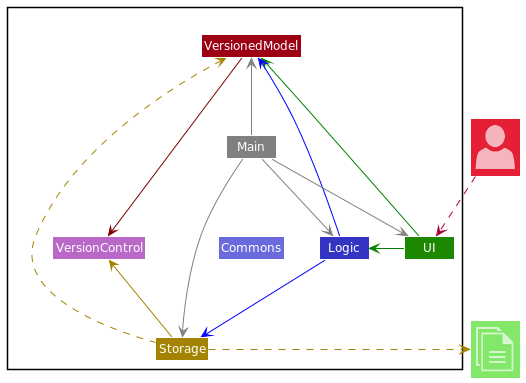 VersionedModel
Main
VersionControl
Commons
Logic
UI
Storage